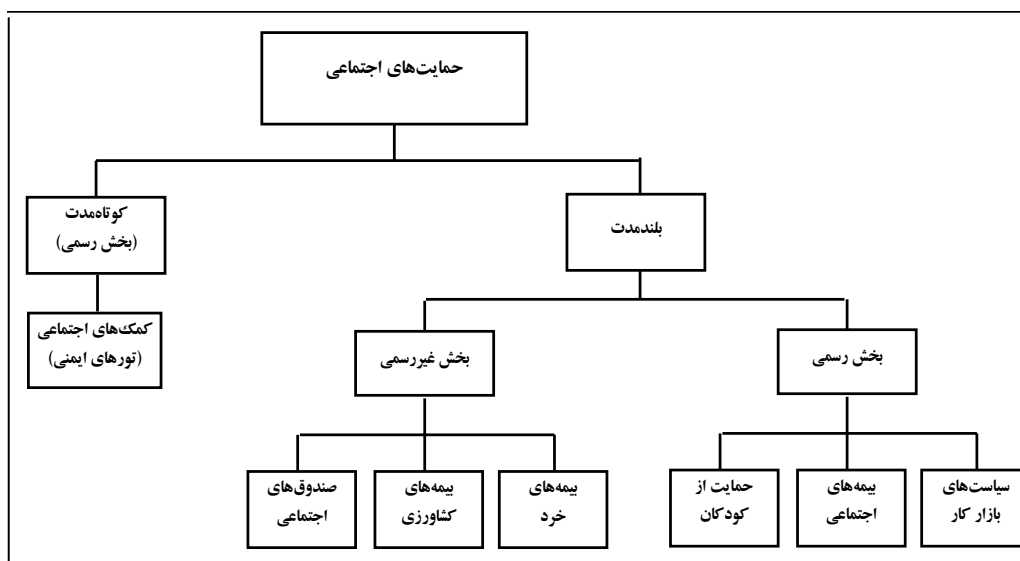 حمایت‌های اجتماعی
بلندمدت
کوتاه‌مدت
(بخش رسمی)
کمک‌های اجتماعی
(تورهای ایمنی)
بخش رسمی
بخش غیررسمی
سیاست‌های
بازار کار
بیمه‌های
اجتماعی
حمایت از
کودکان
بیمه‌های
خرد
بیمه‌های
کشاورزی
صندوق‌های
اجتماعی